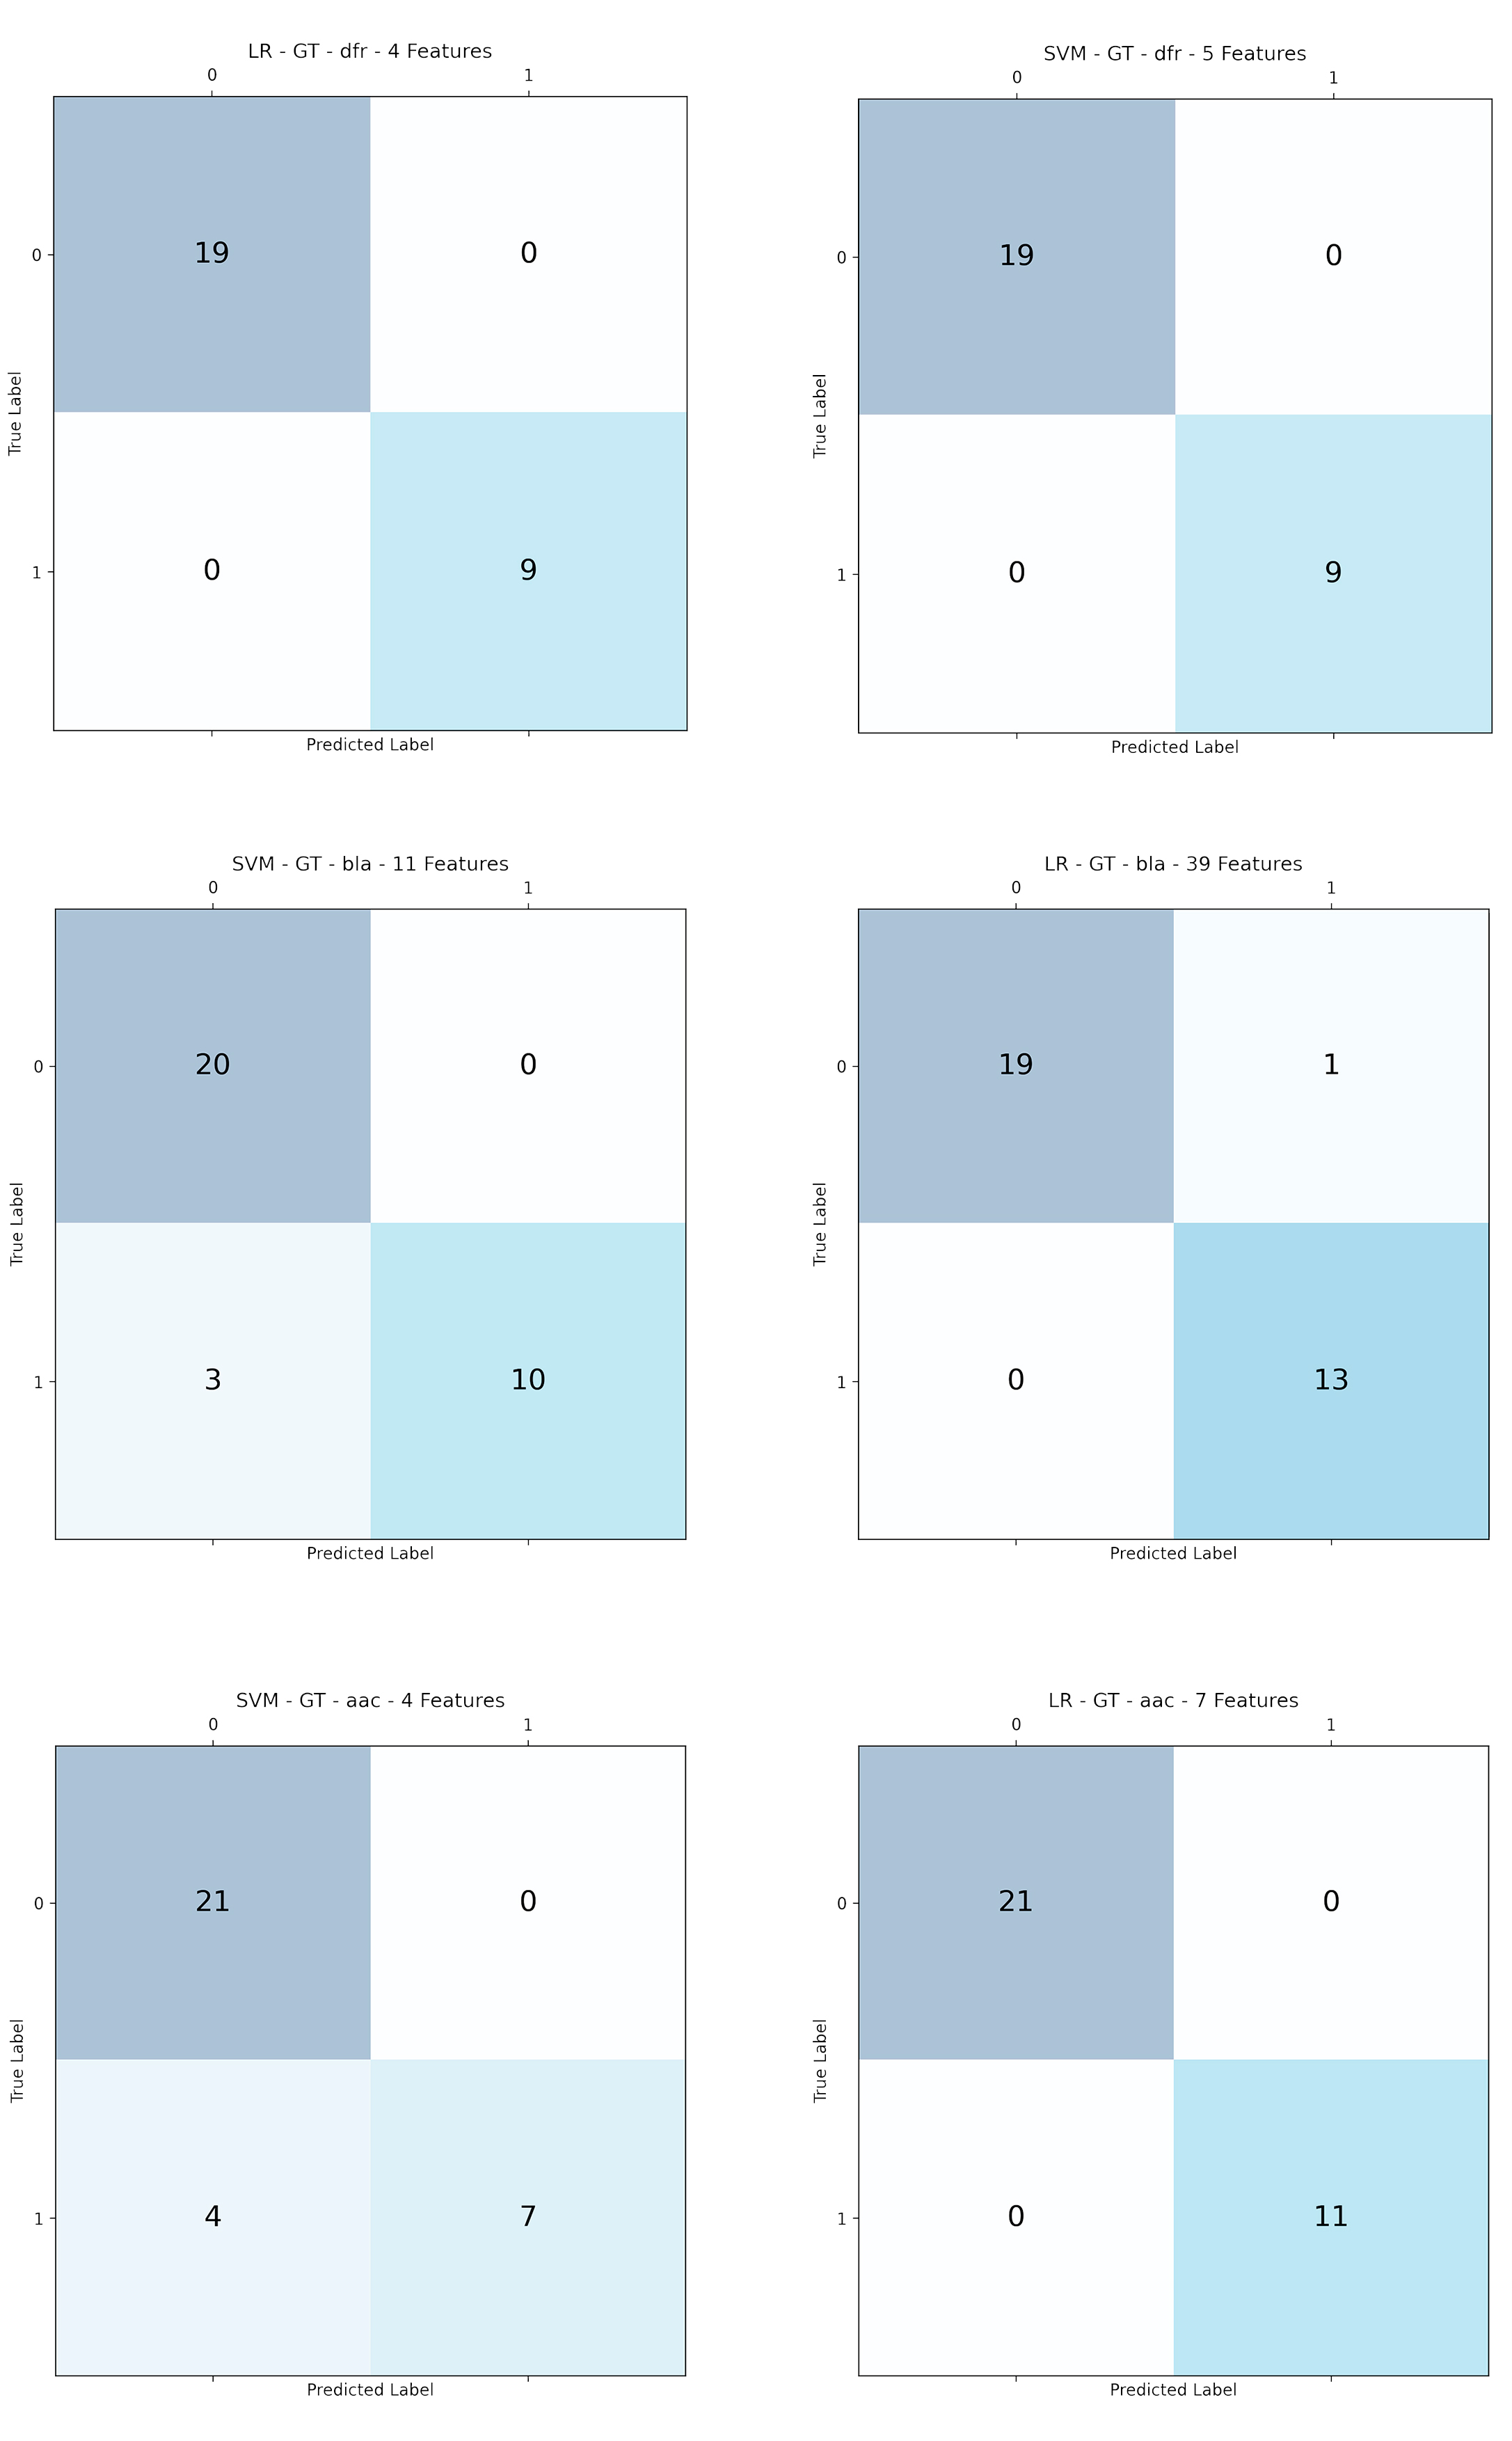 LR - GT - dfr - 4 Features
0 1
0 19 0
True Label
1 0 9
Predicted Label
SVM - GT - dfr - 5 Features
0 1
0 19 0
True Label
1 0 9
Predicted Label
SVM - GT - bla - 11 Features
0 1
0 20 0
True Label
1 3 10
Predicted Label
LR - GT - bla - 39 Features
0 1
0 19 1
True Label
1 0 13
Predicted Label
SVM - GT - aac - 4 Features
0 1
0 21 0
True Label
1 4 7
Predicted Label
LR - GT - aac - 7 Features
0 1
0 21 0
True Label
1 0 11
Predicted Label